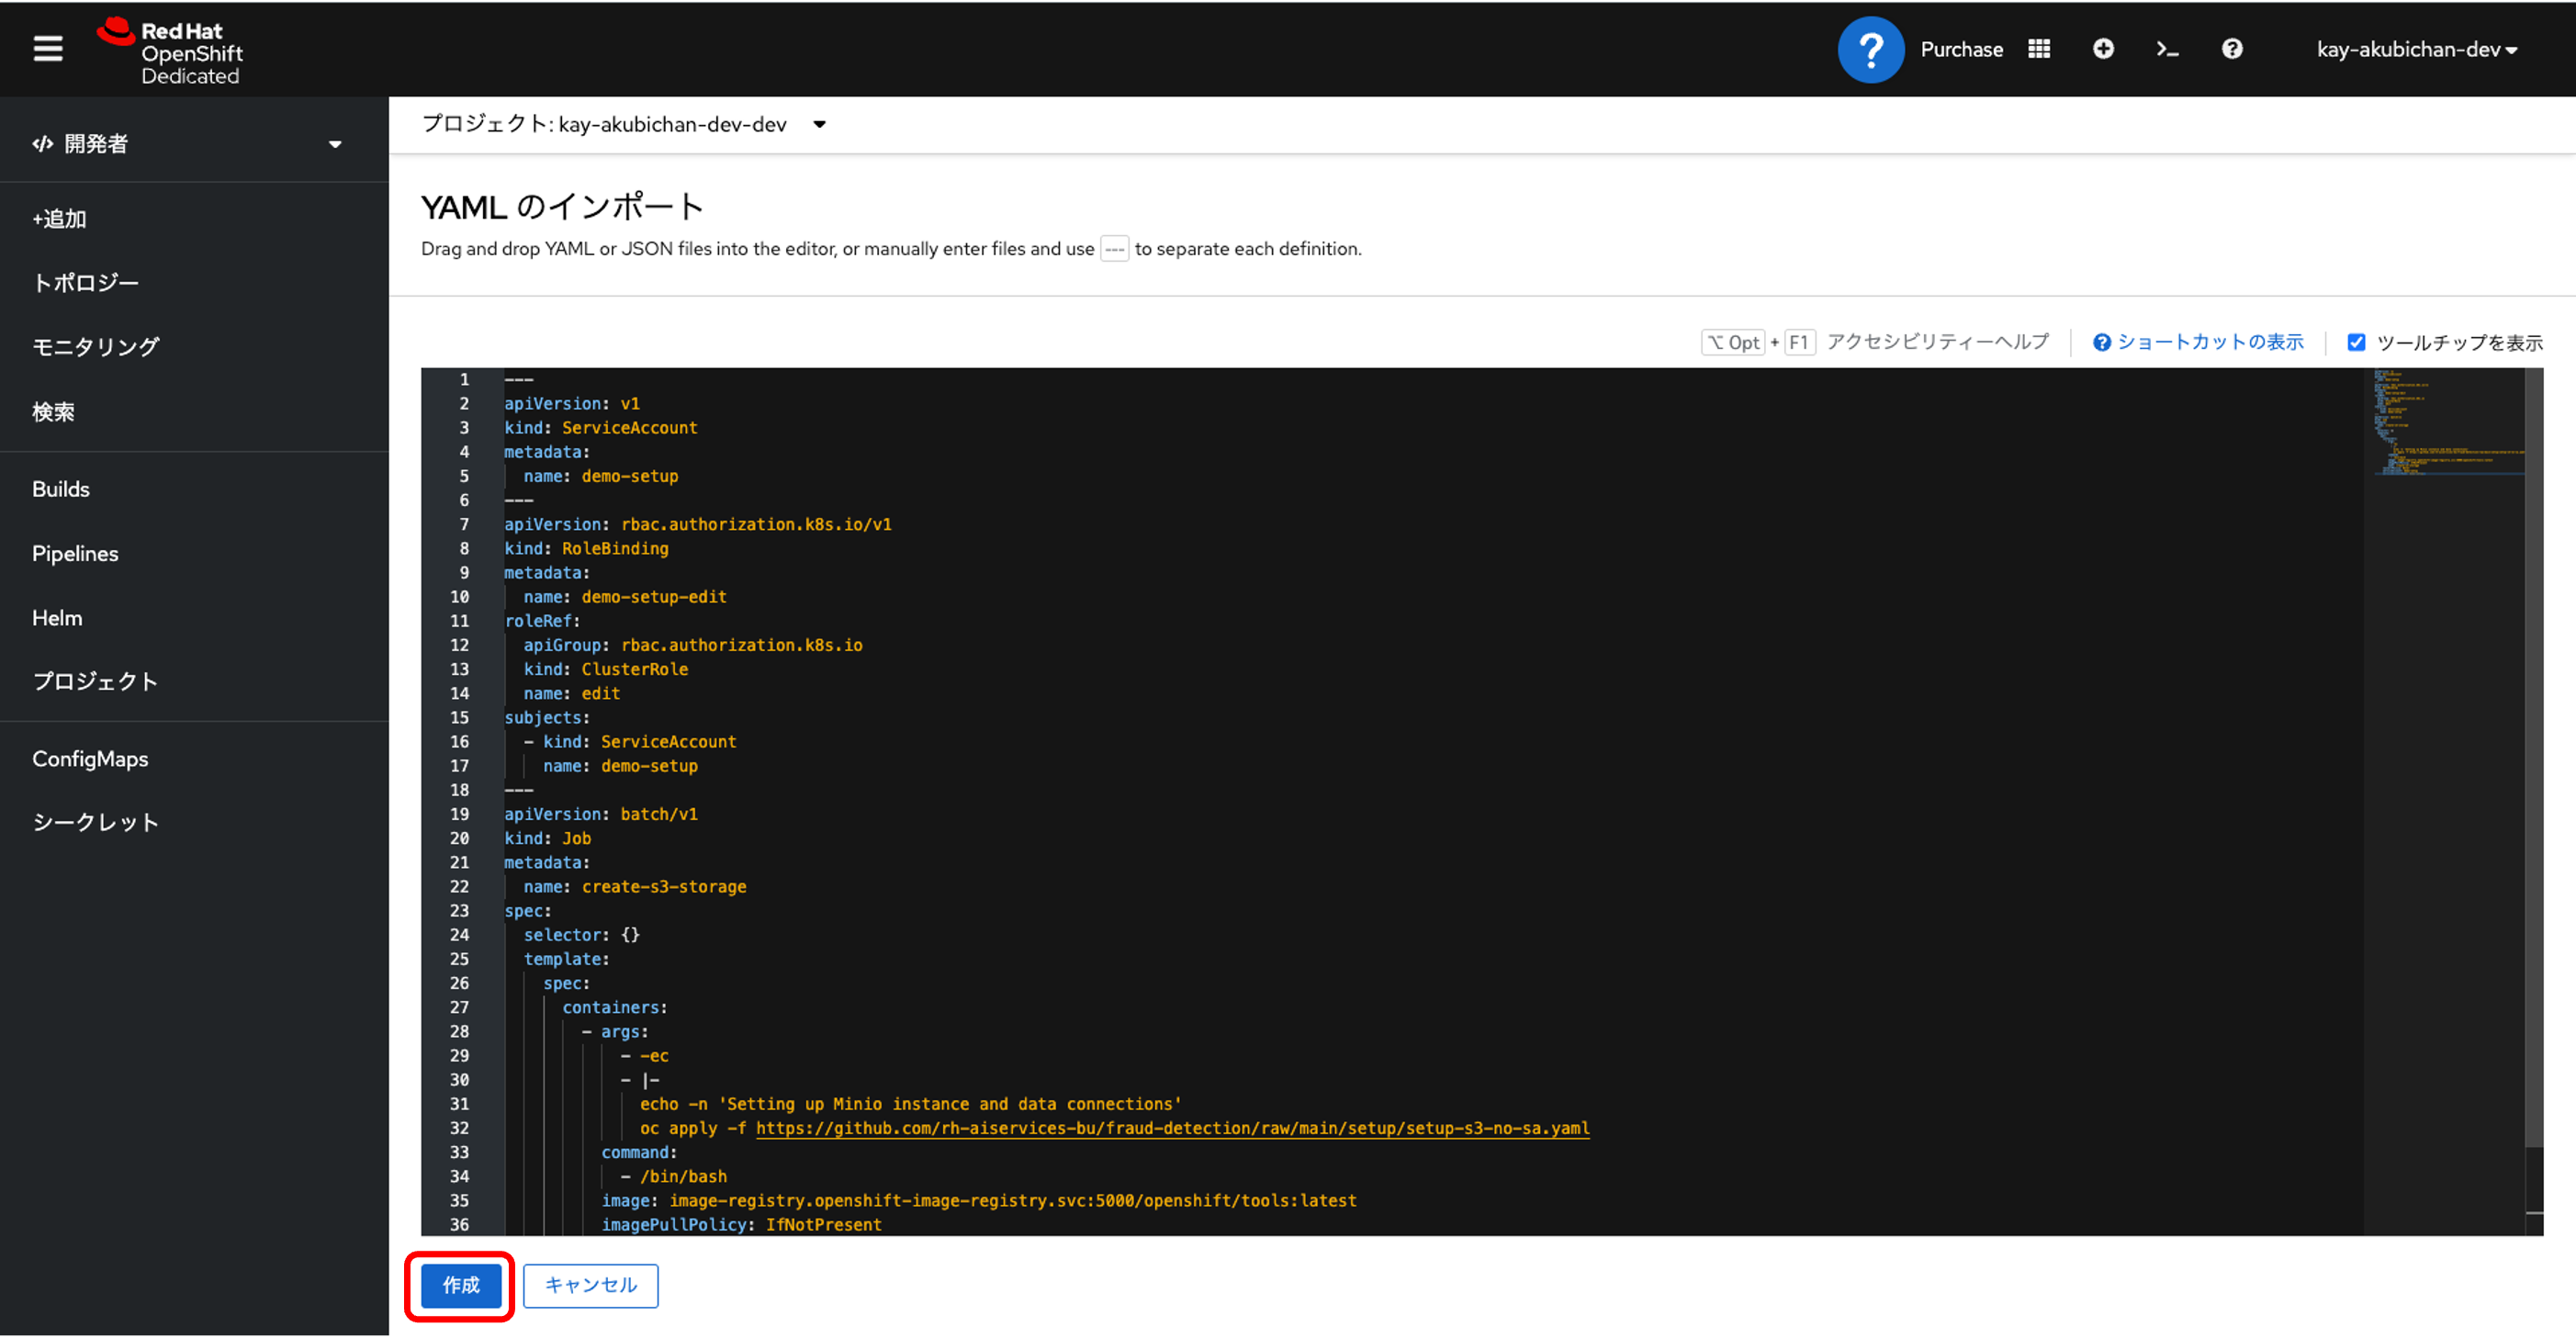 Red Hat
OpenShift
Dedicated
Purchase
kay-akubichan-dev
開発者
+追加
トポロジー
モニタリング
検索
Builds
Pipelines
Helm
プロジェクト
ConfigMaps
シークレット
プロジェクト: kay-akubichan-dev-dev
YAML のインポート
Drag and drop YAML or JSON files into the editor, or manually enter files and use --- to separate each definition.
⌥ Opt + F1 アクセシビリティーヘルプ ショートカットの表示 ツールチップを表示
1 ---
2 apiVersion: v1
3 kind: ServiceAccount
4 metadata:
5   name: demo-setup
6 ---
7 apiVersion: rbac.authorization.k8s.io/v1
8 kind: RoleBinding
9 metadata:
10   name: demo-setup-edit
11 roleRef:
12   apiGroup: rbac.authorization.k8s.io
13   kind: ClusterRole
14   name: edit
15 subjects:
16   - kind: ServiceAccount
17     name: demo-setup
18 ---
19 apiVersion: batch/v1
20 kind: Job
21 metadata:
22   name: create-s3-storage
23 spec:
24   selector: {}
25   template:
26     spec:
27       containers:
28         - args:
29             - -ec
30             - |-
31               echo -n 'Setting up Minio instance and data connections'
32               oc apply -f https://github.com/rh-aiservices-bu/fraud-detection/raw/main/setup/setup-s3-no-sa.yaml
33           command:
34             - /bin/bash
35           image: image-registry.openshift-image-registry.svc:5000/openshift/tools:latest
36           imagePullPolicy: IfNotPresent
作成
キャンセル